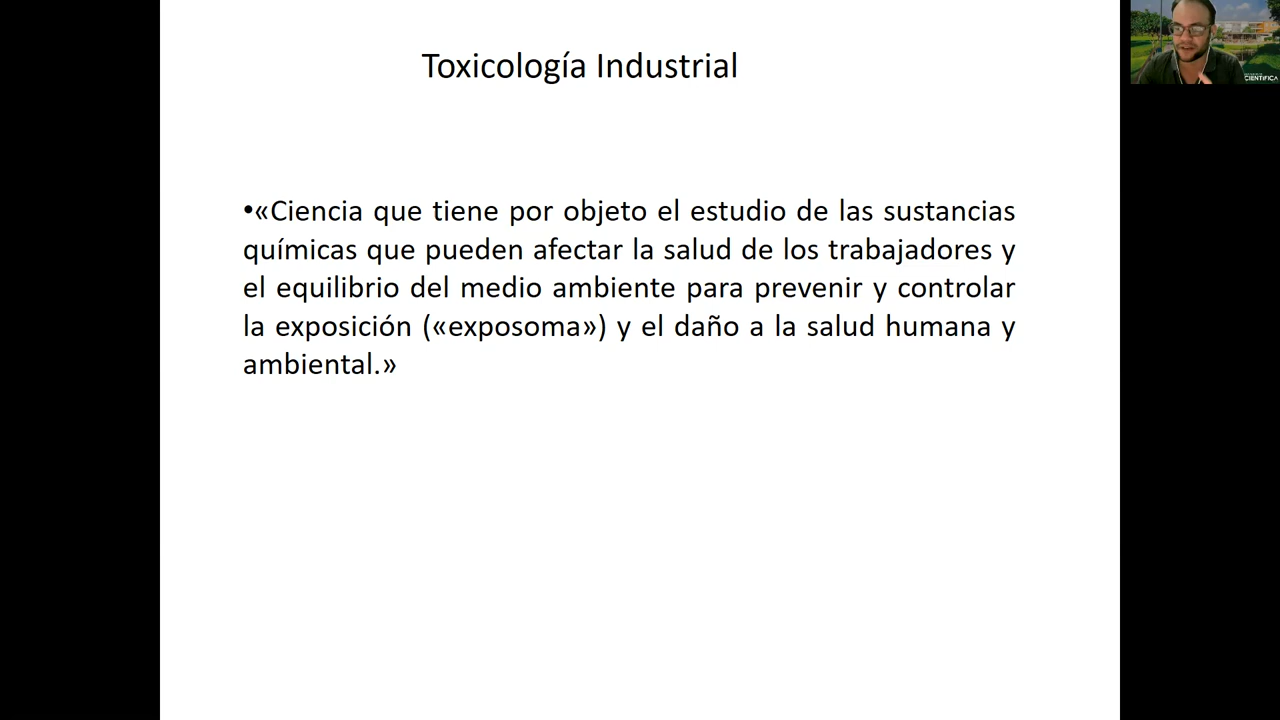 Toxicología Industrial
•«Ciencia que tiene por objeto el estudio de las sustancias
químicas que pueden afectar la salud de los trabajadores y
el equilibrio del medio ambiente para prevenir y controlar
la exposición («exposoma») y el daño a la salud humana y
ambiental.»
CIENTÍFICA